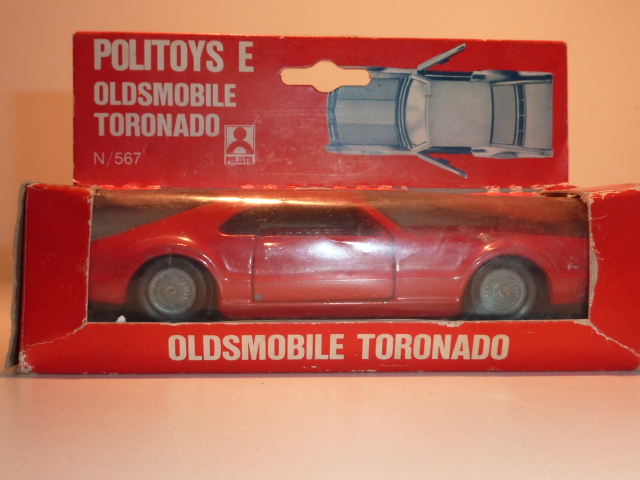 POLITOYS E
OLDSMOBILE
TORONADO
POLISTIL
N/567
OLDSMOBILE TORONADO